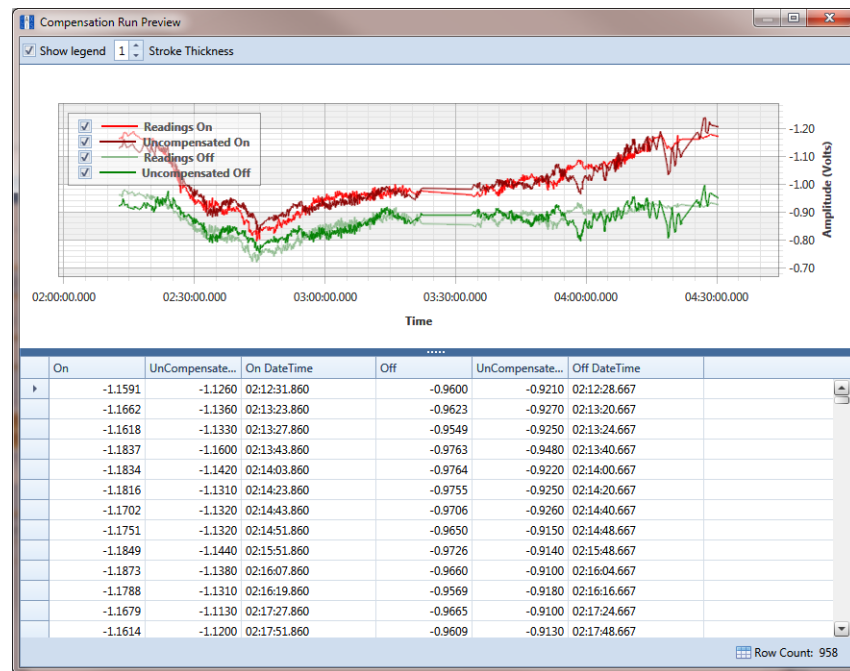 Compensation Run Preview
Show legend 1 Stroke Thickness
Readings On
Uncompensated On
Readings Off
Uncompensated Off
-1.20
-1.10
-1.00
-0.90
-0.80
-0.70
Amplitude (Volts)
02:00:00.000 02:30:00.000 03:00:00.000 03:30:00.000 04:00:00.000 04:30:00.000
Time
On UnCompensate... On DateTime Off UnCompensate... Off DateTime
-1.1591 -1.1260 02:12:31.860 -0.9600 -0.9210 02:12:28.667
-1.1662 -1.1360 02:13:23.860 -0.9623 -0.9270 02:13:20.667
-1.1618 -1.1330 02:13:27.860 -0.9549 -0.9250 02:13:24.667
-1.1837 -1.1600 02:13:43.860 -0.9763 -0.9480 02:13:40.667
-1.1834 -1.1420 02:14:03.860 -0.9764 -0.9220 02:14:00.667
-1.1816 -1.1310 02:14:23.860 -0.9755 -0.9250 02:14:20.667
-1.1702 -1.1320 02:14:43.860 -0.9706 -0.9260 02:14:40.667
-1.1751 -1.1320 02:14:51.860 -0.9650 -0.9150 02:14:48.667
-1.1849 -1.1440 02:15:51.860 -0.9726 -0.9140 02:15:48.667
-1.1873 -1.1380 02:16:07.860 -0.9660 -0.9100 02:16:04.667
-1.1788 -1.1310 02:16:19.860 -0.9569 -0.9180 02:16:16.667
-1.1679 -1.1130 02:17:27.860 -0.9665 -0.9100 02:17:24.667
-1.1614 -1.1200 02:17:51.860 -0.9609 -0.9130 02:17:48.667
Row Count: 958